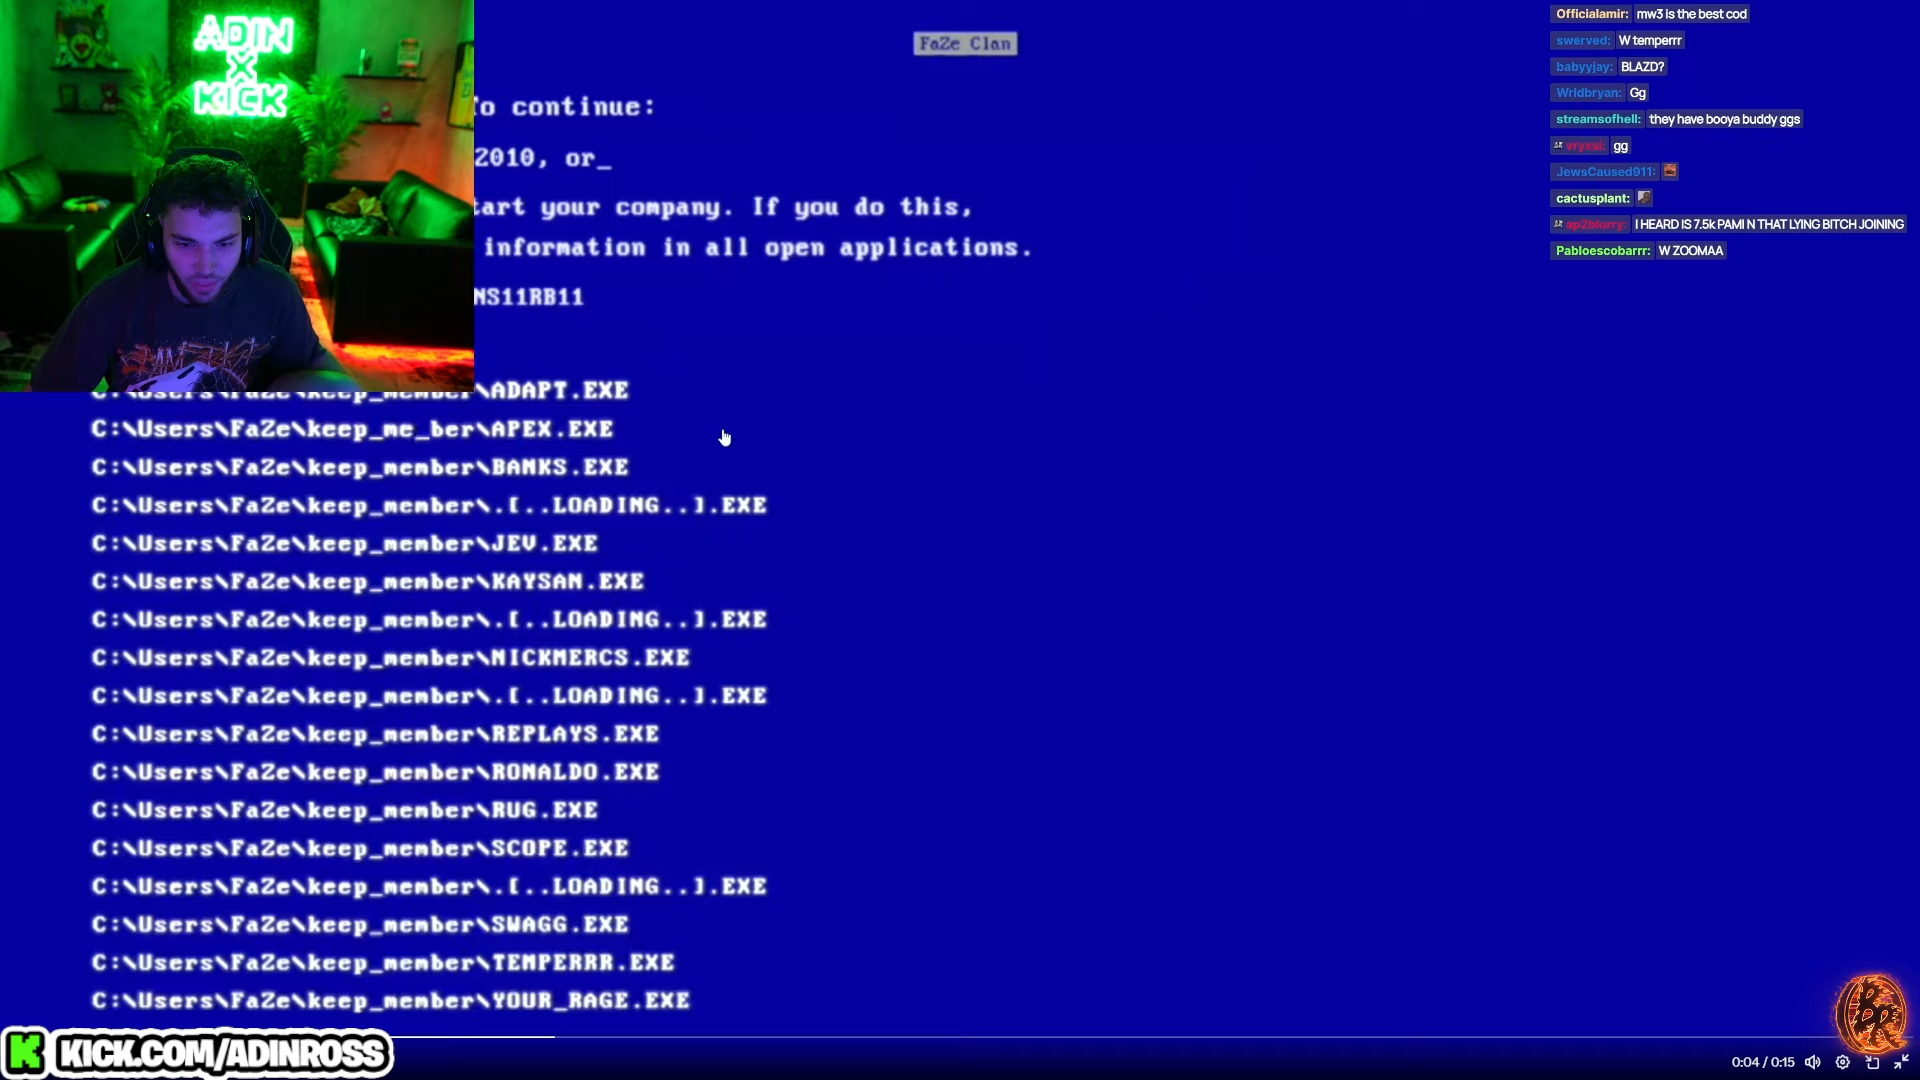 ADIN
X
KICK
FaZe Clan
To continue:
2010, or_
tart your company. If you do this,
information in all open applications.
NS11RB11
C:\Users\FaZe\keep_member\ADAPT.EXE
C:\Users\FaZe\keep_me_ber\APEX.EXE
C:\Users\FaZe\keep_member\BANKS.EXE
C:\Users\FaZe\keep_member\.[..LOADING..].EXE
C:\Users\FaZe\keep_member\JEV.EXE
C:\Users\FaZe\keep_member\KAYSAN.EXE
C:\Users\FaZe\keep_member\.[..LOADING..].EXE
C:\Users\FaZe\keep_member\NICKMERCS.EXE
C:\Users\FaZe\keep_member\.[..LOADING..].EXE
C:\Users\FaZe\keep_member\REPLAYS.EXE
C:\Users\FaZe\keep_member\RONALDO.EXE
C:\Users\FaZe\keep_member\RUG.EXE
C:\Users\FaZe\keep_member\SCOPE.EXE
C:\Users\FaZe\keep_member\.[..LOADING..].EXE
C:\Users\FaZe\keep_member\SWAGG.EXE
C:\Users\FaZe\keep_member\TEMPERRR.EXE
C:\Users\FaZe\keep_member\YOUR_RAGE.EXE
Officialamir: mw3 is the best cod
swerved: W temperrr
babyyjay: BLAZD?
Wrldbryan: Gg
streamsofhell: they have booya buddy ggs
vryxsi: gg
JewsCaused911:
cactusplant:
ap2blurry: I HEARD IS 7.5k PAMI N THAT LYING BITCH JOINING
Pabloescobarrr: W ZOOMAA
K KICK.COM/ADINROSS
0:04 / 0:15